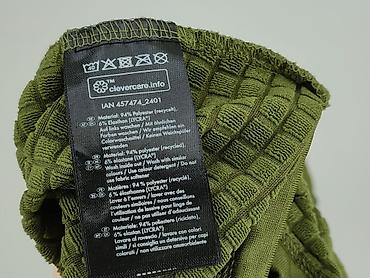 clevercare.info
IAN 457474_2401
Material: 94% Polyester (recycelt),
6% Elasthan (LYCRA®)
Auf links waschen / Mit ähnlichen
Farben waschen / Wir empfehlen ein
Colorwaschmittel / Keinen Weichspüler
verwenden.
Material: 94% polyester (recycled),
6% elastane (LYCRA®)
Wash inside out / Wash with similar
colours / Use colour detergent / Do not
use fabric softener
Matières: 94% polyester (recyclé),
6% élasthanne (LYCRA®)
Laver à l'envers / Laver avec des
couleurs similaires / nous conseillons
l'utilisation de lessive pour linge de
couleur / N'utilisez pas d'adoucissant
Materiale: 94% poliestere (riciclato),
6% elastan (LYCRA®)
Lavare al rovescio / Lavare con colori
simili / si consiglia un detersivo per capi
colorati / Non usare ammorbidente